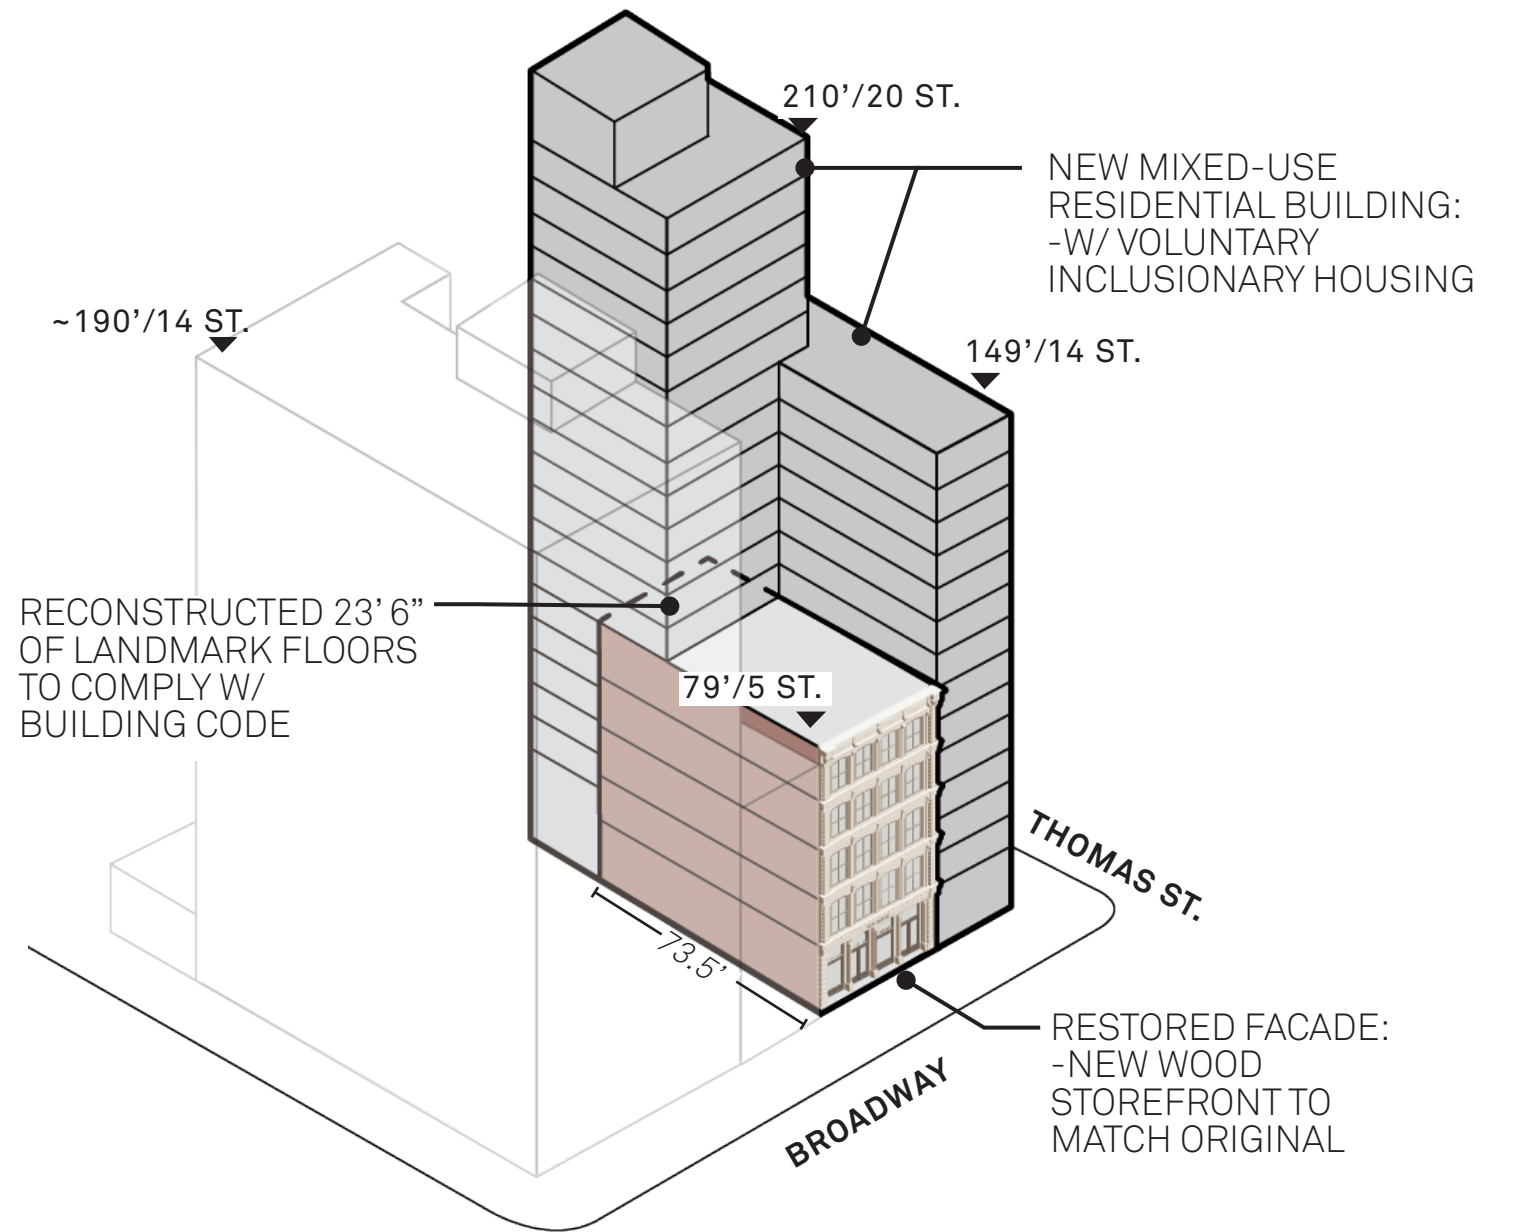 210’/20 ST.
NEW MIXED-USE
RESIDENTIAL BUILDING:
-W/ VOLUNTARY
INCLUSIONARY HOUSING
~190’/14 ST.
149’/14 ST.
RECONSTRUCTED 23’ 6”
OF LANDMARK FLOORS
TO COMPLY W/
BUILDING CODE
79’/5 ST.
THOMAS ST.
73.5’
RESTORED FACADE:
-NEW WOOD
STOREFRONT TO
MATCH ORIGINAL
BROADWAY